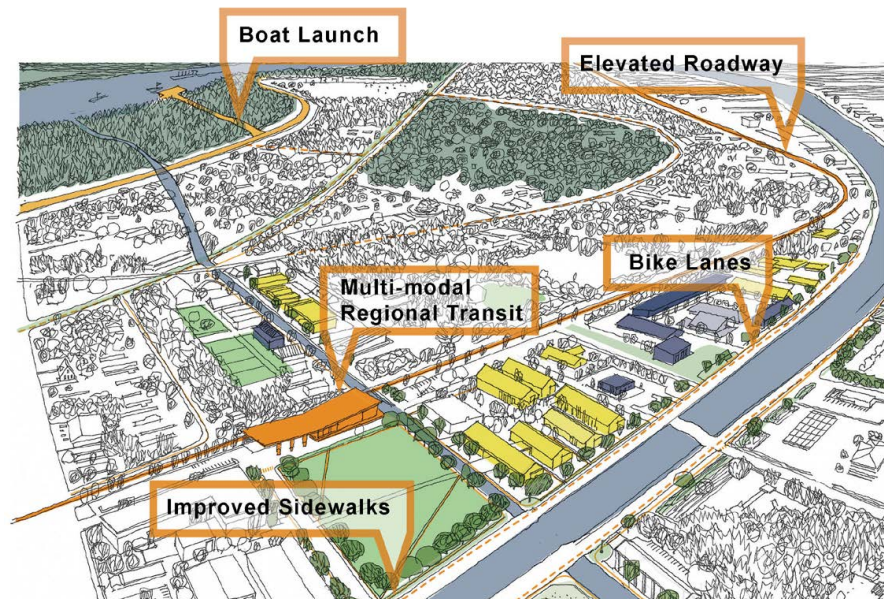 Boat Launch
Elevated Roadway
Bike Lanes
Multi-modal
Regional Transit
Improved Sidewalks